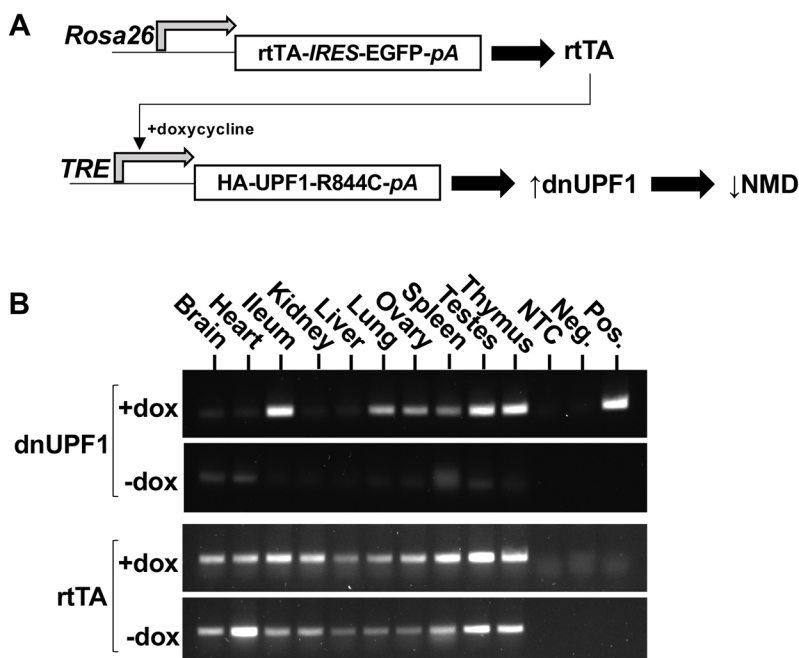 A
Rosa26
rtTA-IRES-EGFP-pA
rtTA
+doxycycline
TRE
HA-UPF1-R844C-pA
↑dnUPF1
↓NMD
B
Brain
Heart
Ileum
Kidney
Liver
Lung
Ovary
Spleen
Testes
Thymus
NTC
Neg.
Pos.
dnUPF1
+dox
-dox
rtTA
+dox
-dox